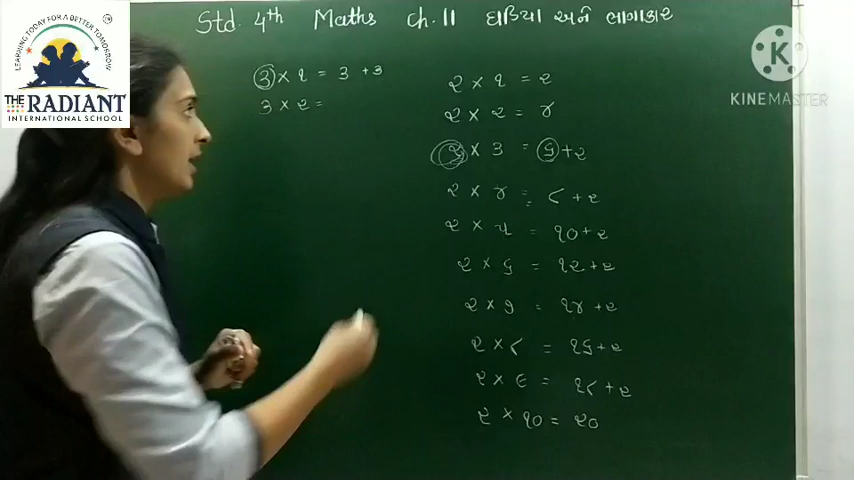 LEARNING TODAY FOR A BETTER TOMORROW
THE RADIANT
INTERNATIONAL SCHOOL
Std. 4th Maths ch. 11 ઘડિયા અને ભાગાકાર
K
KINEMASTER
૩ × ૧ = ૩ + ૩
૩ × ૨ =
૨ × ૧ = ૨
૨ × ૨ = ૪
૨ × ૩ = ૬ + ૨
૨ × ૪ = ૮ + ૨
૨ × ૫ = ૧૦ + ૨
૨ × ૬ = ૧૨ + ૨
૨ × ૭ = ૧૪ + ૨
૨ × ૮ = ૧૬ + ૨
૨ × ૯ = ૧૮ + ૨
૨ × ૧૦ = ૨૦